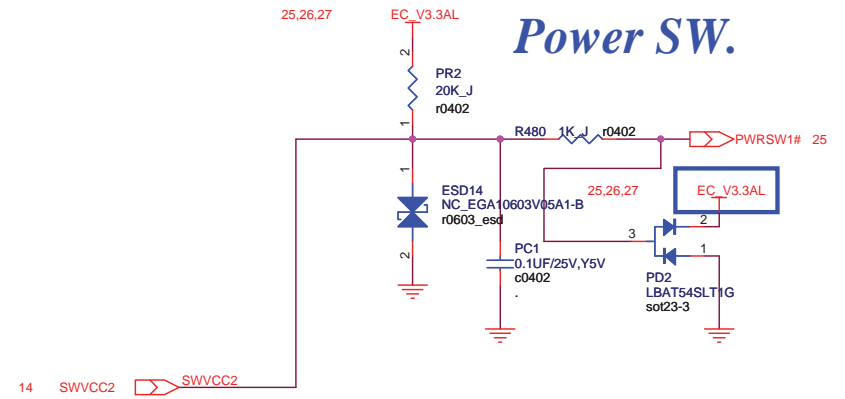 25,26,27 EC_V3.3AL
Power SW.
2
PR2
20K_J
r0402
1
R480 1K_J r0402
PWRSW1# 25
1
ESD14
NC_EGA10603V05A1-B
r0603_esd
2
25,26,27 EC_V3.3AL
2
3
1
PC1
0.1UF/25V,Y5V
c0402
.
PD2
LBAT54SLT1G
sot23-3
14 SWVCC2 SWVCC2